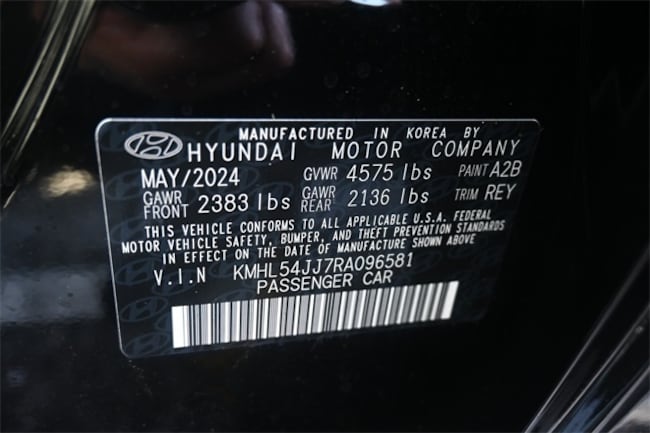 MANUFACTURED IN KOREA BY
HYUNDAI MOTOR COMPANY
MAY/2024 GVWR 4575 lbs PAINT A2B
GAWR FRONT 2383 lbs GAWR REAR 2136 lbs TRIM REY
THIS VEHICLE CONFORMS TO ALL APPLICABLE U.S.A. FEDERAL
MOTOR VEHICLE SAFETY, BUMPER, AND THEFT PREVENTION STANDARDS
IN EFFECT ON THE DATE OF MANUFACTURE SHOWN ABOVE
V.I.N KMHL54JJ7RA096581
PASSENGER CAR